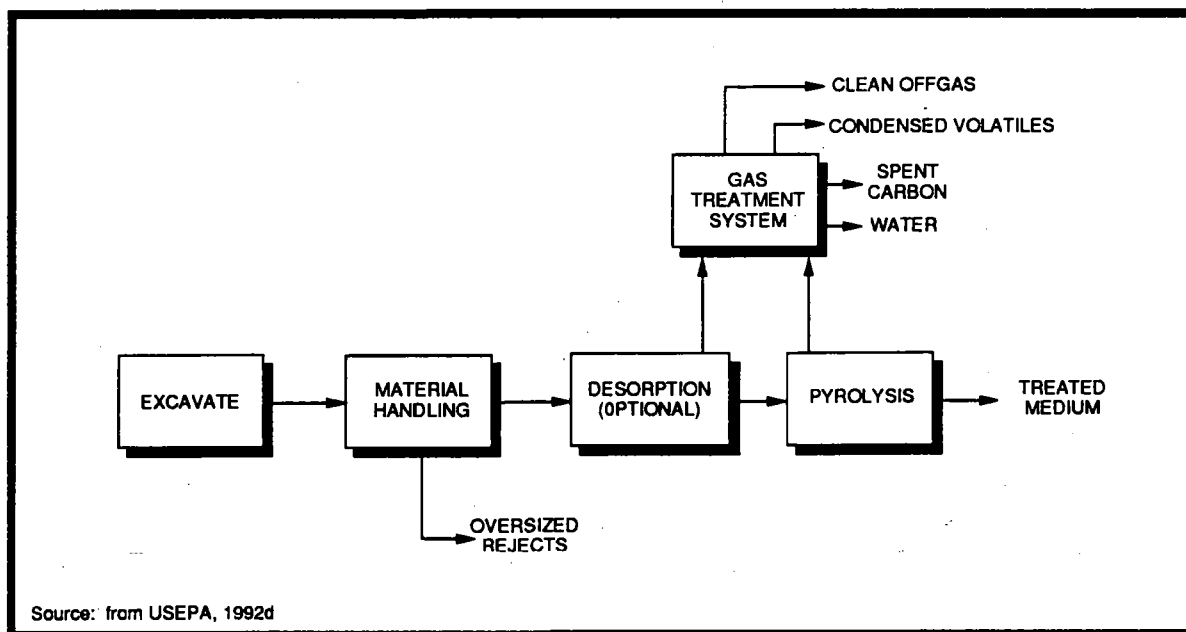 CLEAN OFFGAS
CONDENSED VOLATILES
GAS
TREATMENT
SYSTEM
SPENT
CARBON
WATER
EXCAVATE
MATERIAL
HANDLING
DESORPTION
(OPTIONAL)
PYROLYSIS
TREATED
MEDIUM
OVERSIZED
REJECTS
Source: from USEPA, 1992d